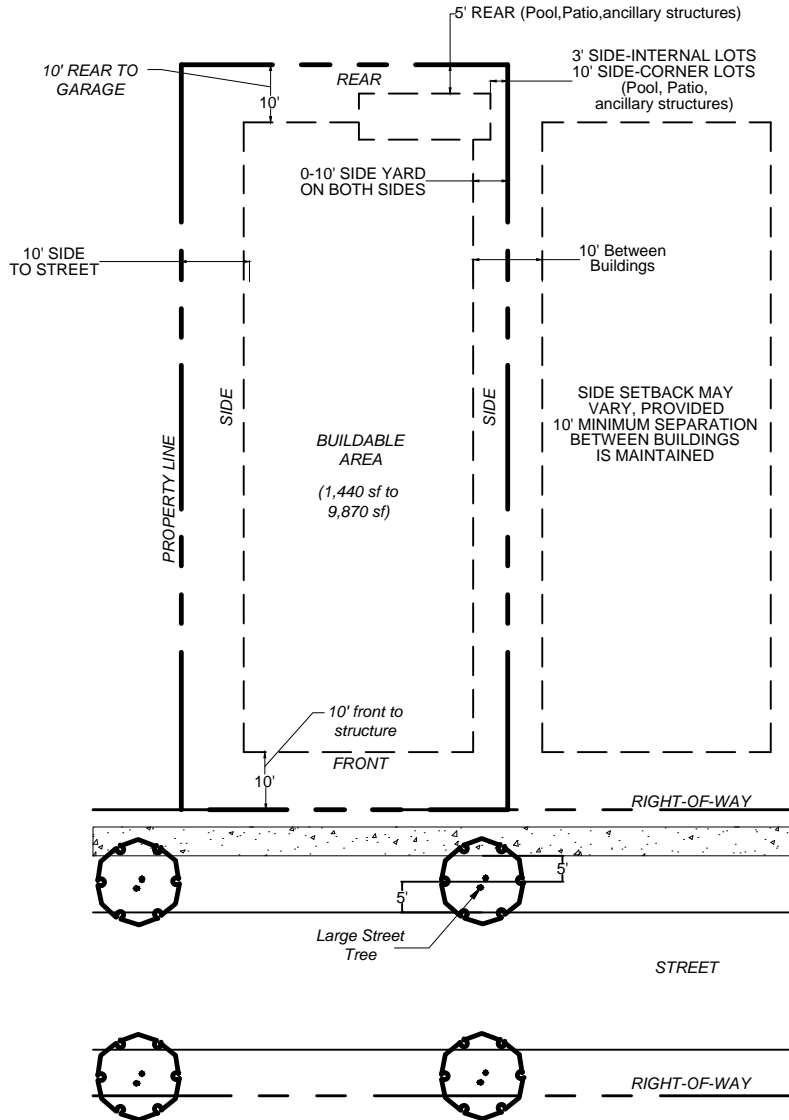 5' REAR (Pool,Patio,ancillary structures)
10' REAR TO
GARAGE
10'
REAR
3' SIDE-INTERNAL LOTS
10' SIDE-CORNER LOTS
(Pool, Patio,
ancillary structures)
0-10' SIDE YARD
ON BOTH SIDES
10' SIDE
TO STREET
10' Between
Buildings
SIDE
SIDE
PROPERTY LINE
BUILDABLE
AREA
(1,440 sf to
9,870 sf)
SIDE SETBACK MAY
VARY, PROVIDED
10' MINIMUM SEPARATION
BETWEEN BUILDINGS
IS MAINTAINED
10' front to
structure
10'
FRONT
RIGHT-OF-WAY
5'
5'
Large Street
Tree
STREET
RIGHT-OF-WAY